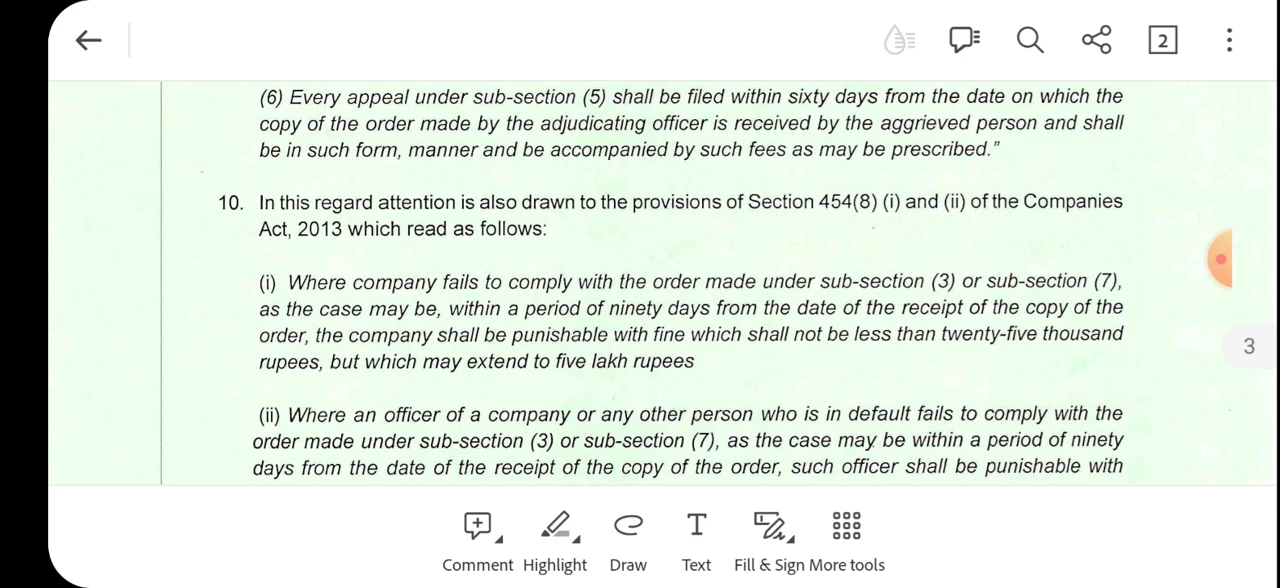 2
(6) Every appeal under sub-section (5) shall be filed within sixty days from the date on which the
copy of the order made by the adjudicating officer is received by the aggrieved person and shall
be in such form, manner and be accompanied by such fees as may be prescribed.”
10. In this regard attention is also drawn to the provisions of Section 454(8) (i) and (ii) of the Companies
Act, 2013 which read as follows:
(i) Where company fails to comply with the order made under sub-section (3) or sub-section (7),
as the case may be, within a period of ninety days from the date of the receipt of the copy of the
order, the company shall be punishable with fine which shall not be less than twenty-five thousand
rupees, but which may extend to five lakh rupees
3
(ii) Where an officer of a company or any other person who is in default fails to comply with the
order made under sub-section (3) or sub-section (7), as the case may be within a period of ninety
days from the date of the receipt of the copy of the order, such officer shall be punishable with
Comment Highlight Draw Text Fill & Sign More tools